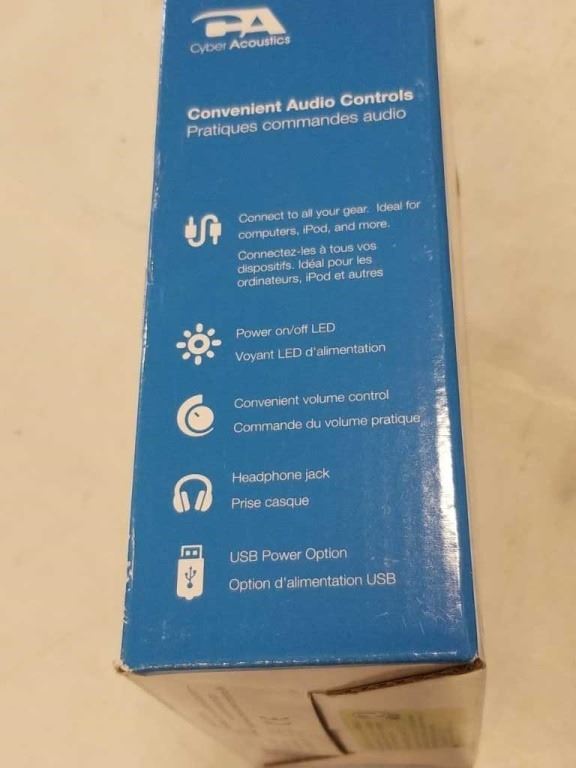 CA
Cyber Acoustics
Convenient Audio Controls
Pratiques commandes audio
Connect to all your gear. Ideal for
computers, iPod, and more.
Connectez-les à tous vos
dispositifs. Idéal pour les
ordinateurs, iPod et autres
Power on/off LED
Voyant LED d'alimentation
Convenient volume control
Commande du volume pratique
Headphone jack
Prise casque
USB Power Option
Option d'alimentation USB